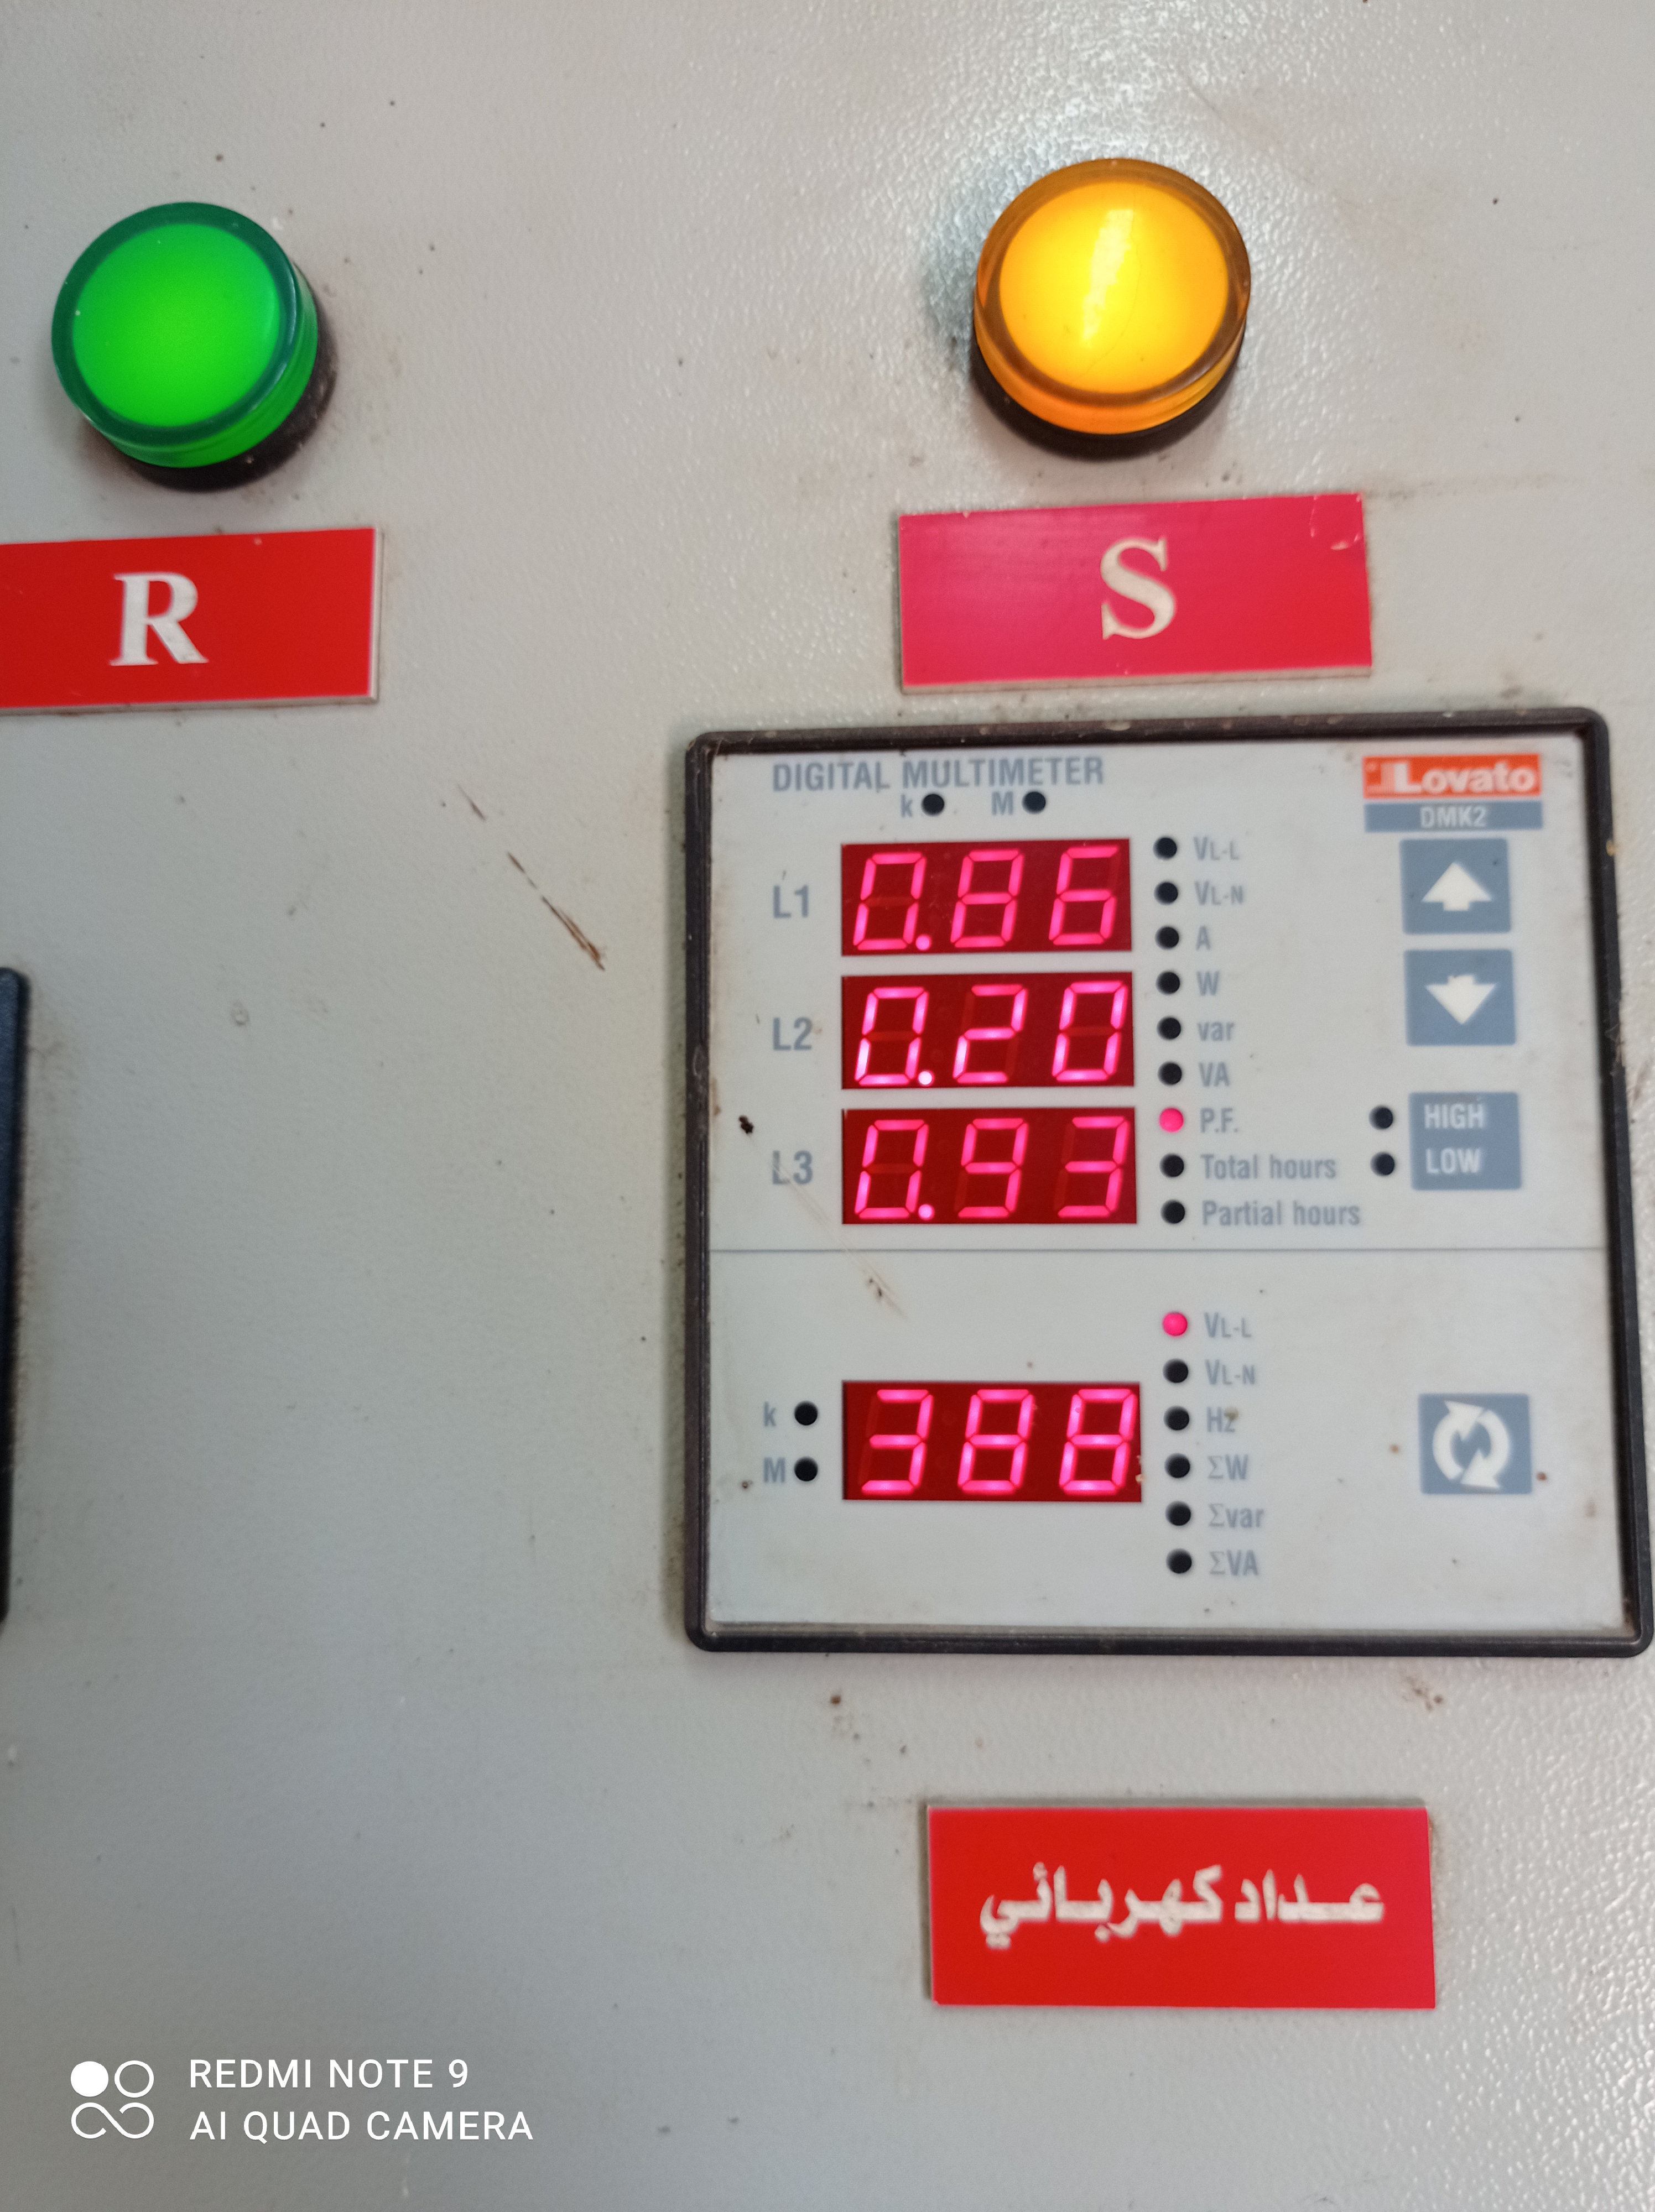 R
S
DIGITAL MULTIMETER
k M
Lovato
DMK2
L1 0.86
L2 0.20
L3 0.93
VL-L
VL-N
A
W
var
VA
P.F.
Total hours
Partial hours
HIGH
LOW
k
M
388
VL-L
VL-N
Hz
ΣW
Σvar
ΣVA
عداد كهربائي
REDMI NOTE 9
AI QUAD CAMERA